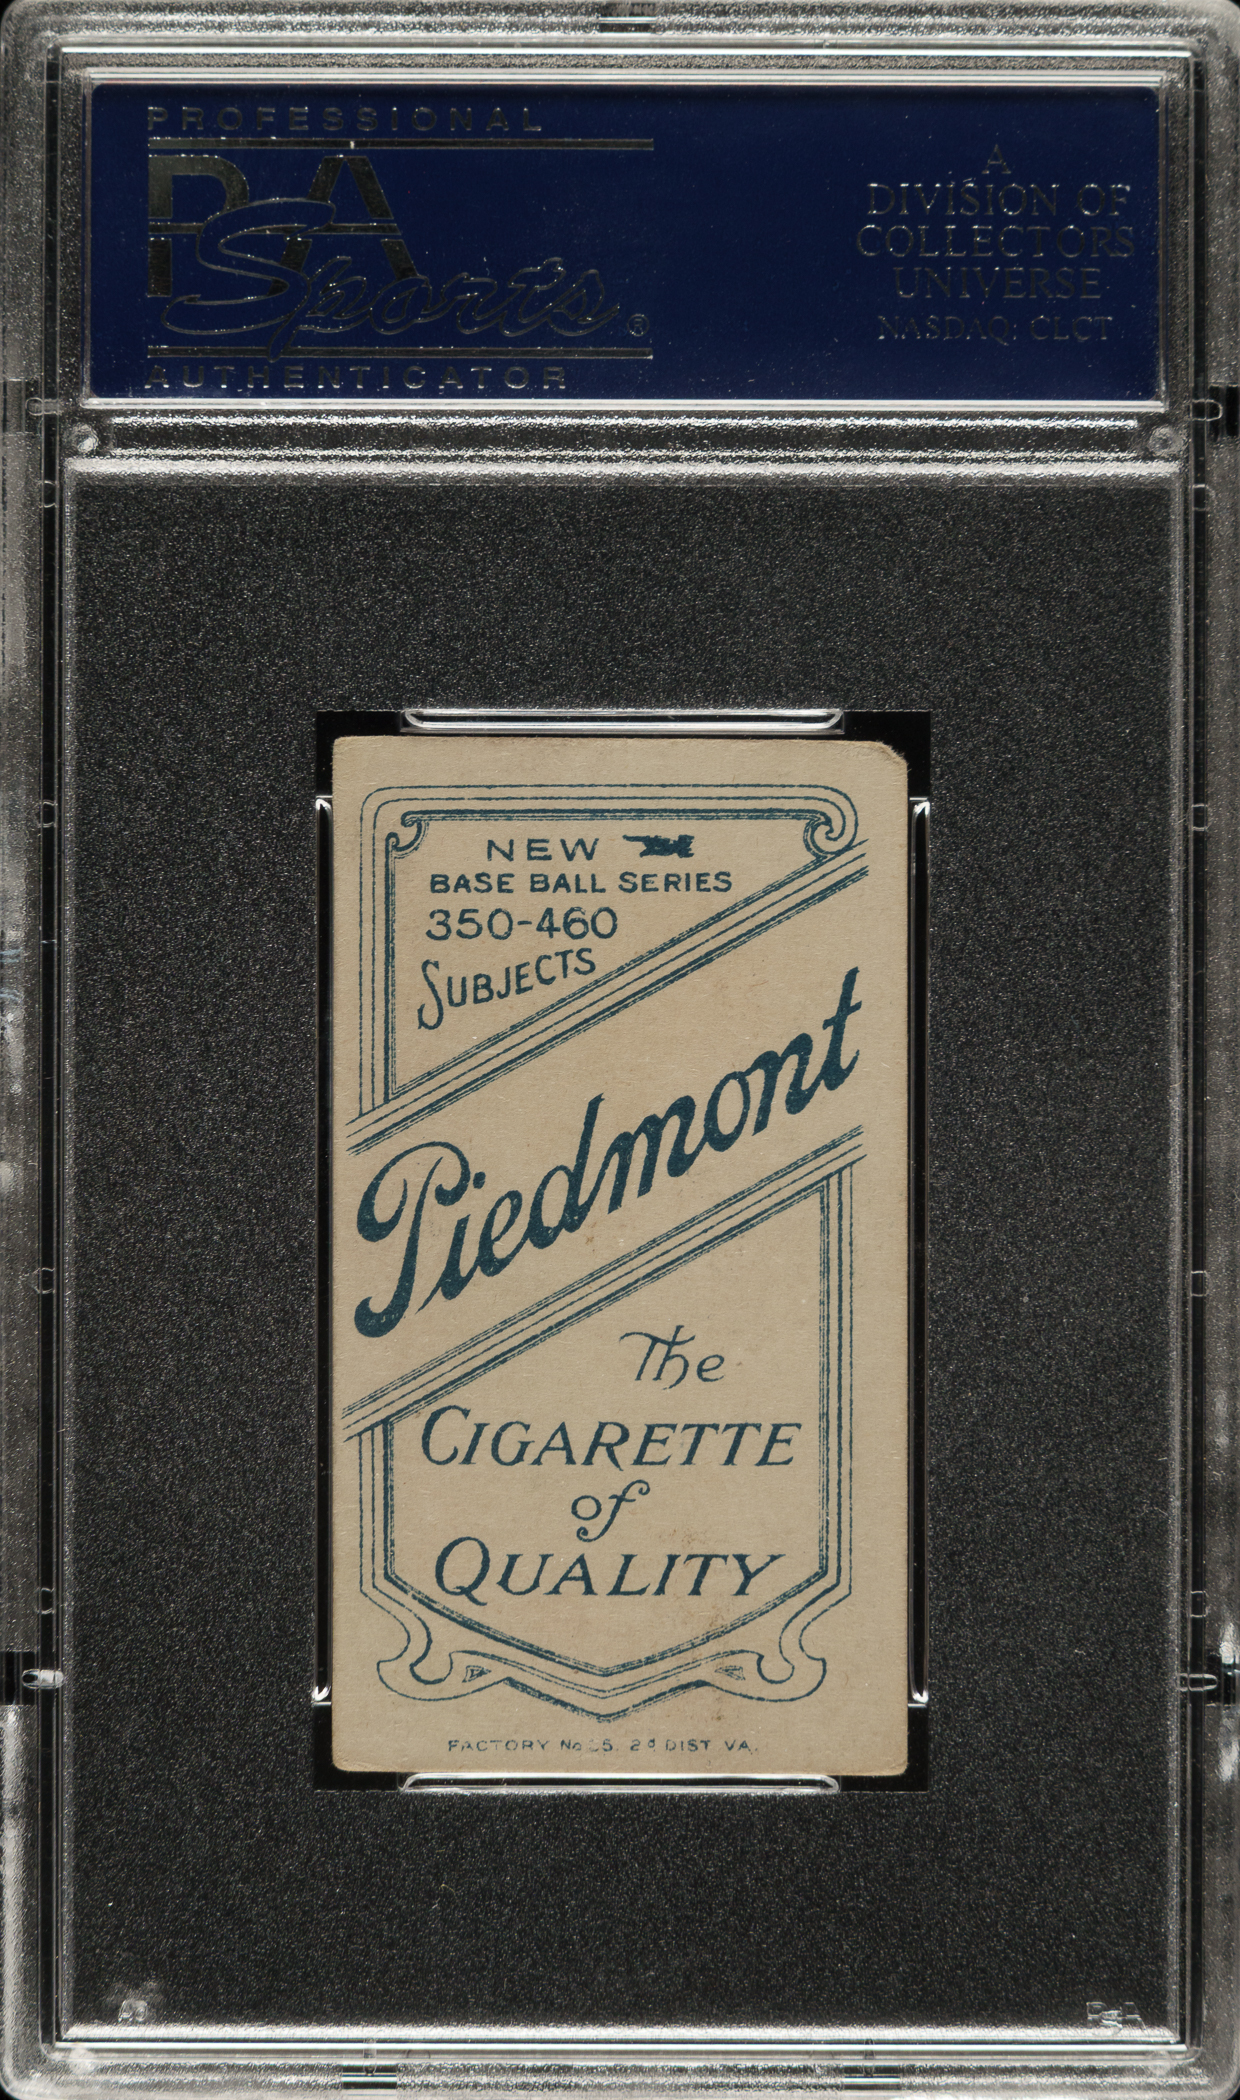 PROFESSIONAL
PSA
Sports ®
AUTHENTICATOR
A
DIVISION OF
COLLECTORS
UNIVERSE
NASDAQ: CLCT
NEW
BASE BALL SERIES
350-460
SUBJECTS
Piedmont
The
CIGARETTE
of
QUALITY
FACTORY No 25. 2d DIST. VA.
PSA